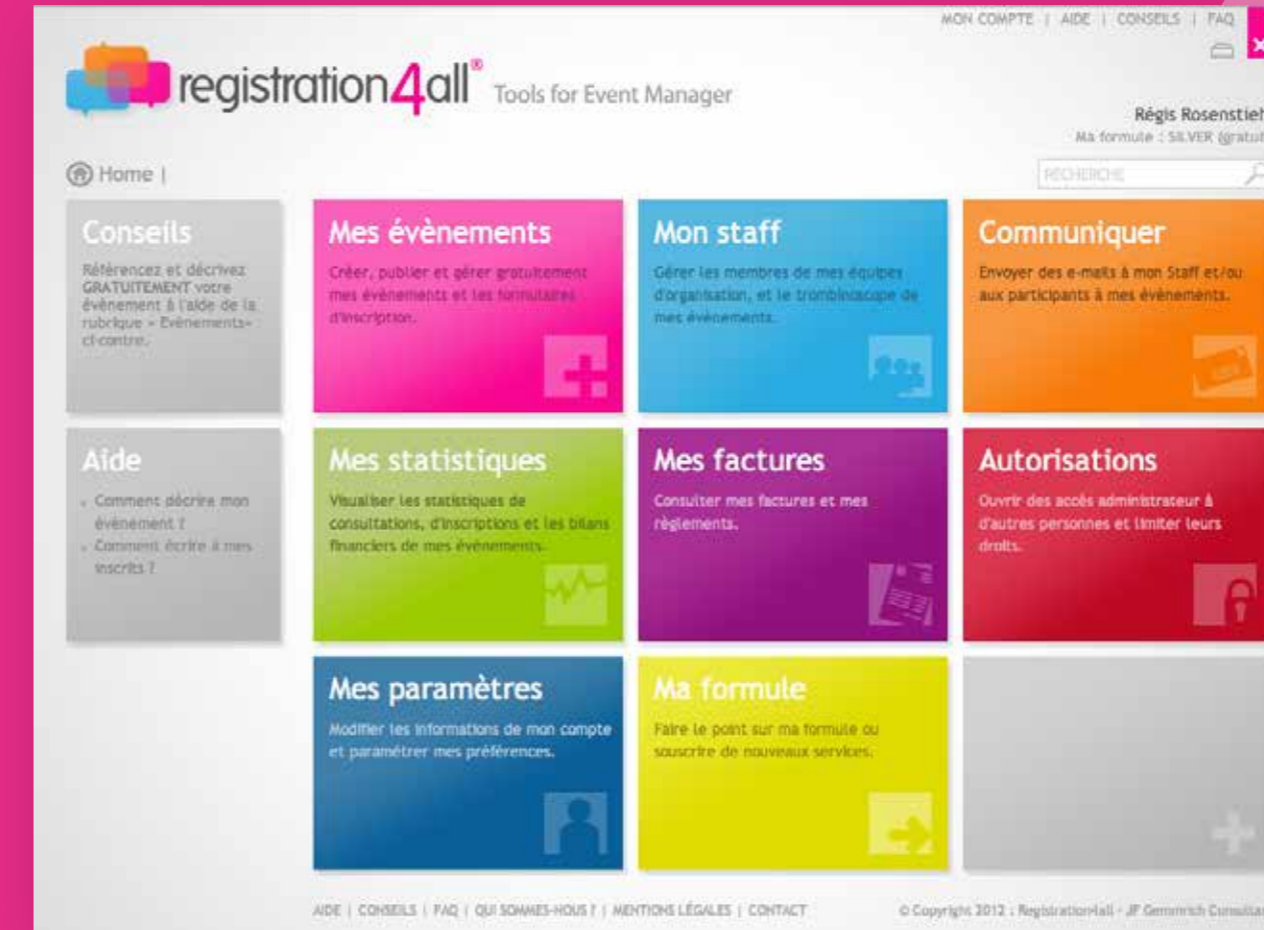 MON COMPTE | AIDE | CONSEILS | FAQ
registration4all® Tools for Event Manager
Régis Rosenstieh
Ma formule : SILVER (gratuit
Home |
RECHERCHE
Conseils
Référencez et décrivez
GRATUITEMENT votre
évènement à l'aide de la
rubrique « Evènements»
ci-contre.
Mes évènements
Créer, publier et gérer gratuitement
mes évènements et les formulaires
d'inscription.
Mon staff
Gérer les membres de mes équipes
d'organisation, et le trombinoscope de
mes évènements.
Communiquer
Envoyer des e-mails à mon Staff et/ou
aux participants à mes évènements.
Aide
Comment décrire mon
évènement ?
Comment écrire à mes
inscrits ?
Mes statistiques
Visualiser les statistiques de
consultations, d'inscriptions et les bilans
financiers de mes évènements.
Mes factures
Consulter mes factures et mes
règlements.
Autorisations
Ouvrir des accès administrateur à
d'autres personnes et limiter leurs
droits.
Mes paramètres
Modifier les informations de mon compte
et paramétrer mes préférences.
Ma formule
Faire le point sur ma formule ou
souscrire de nouveaux services.
AIDE | CONSEILS | FAQ | QUI SOMMES-NOUS ? | MENTIONS LÉGALES | CONTACT
© Copyright 2012 : Registration4all - JF Gemmrich Consultan